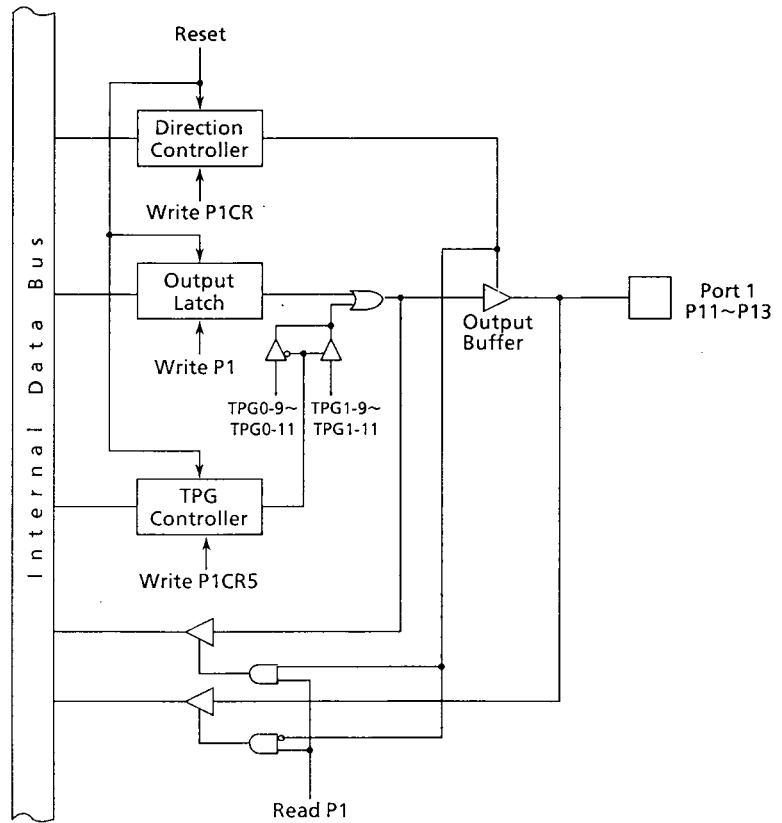 Reset
Direction
Controller
Write P1CR
Internal Data Bus
Output
Latch
Write P1
Output
Buffer
Port 1
P11~P13
TPG0-9~
TPG0-11
TPG1-9~
TPG1-11
TPG
Controller
Write P1CR5
Read P1